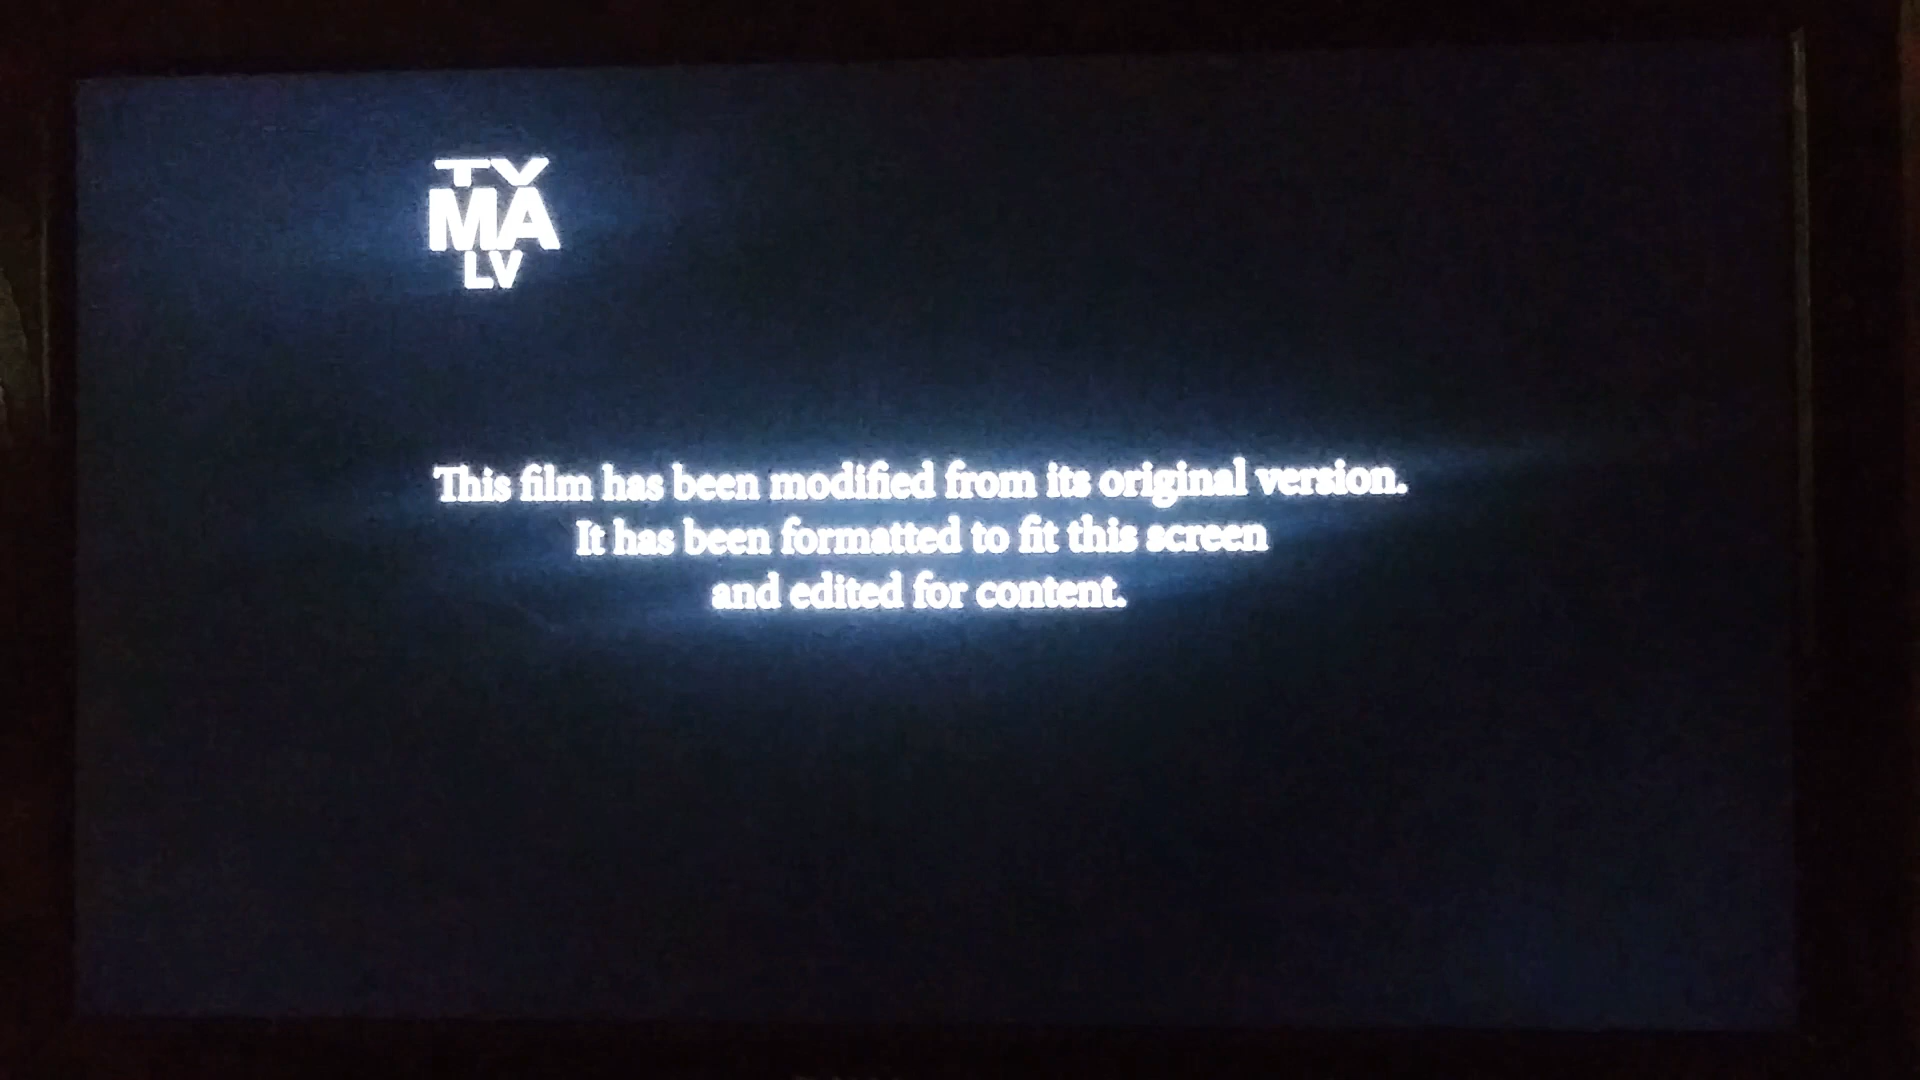 TV
MA
LV
This film has been modified from its original version.
It has been formatted to fit this screen
and edited for content.